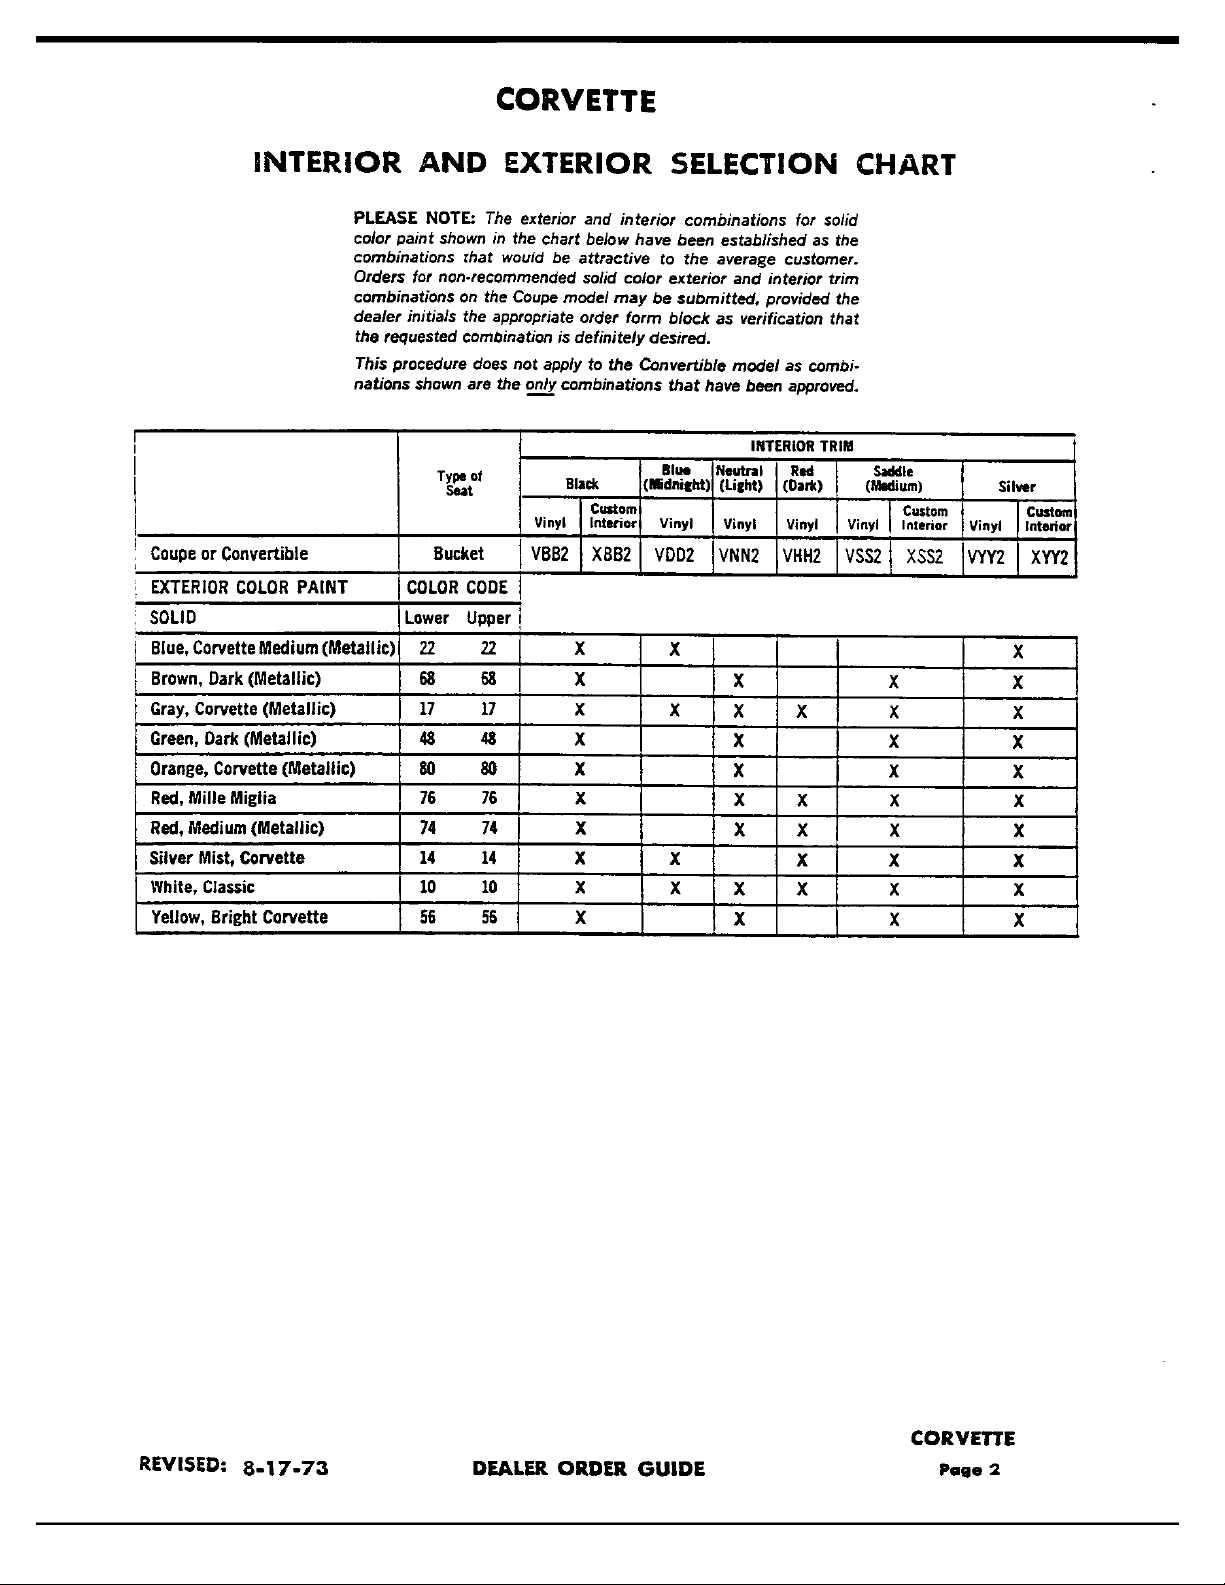 CORVETTE
INTERIOR AND EXTERIOR SELECTION CHART
PLEASE NOTE: The exterior and interior combinations for solid
color paint shown in the chart below have been established as the
combinations that would be attractive to the average customer.
Orders for non-recommended solid color exterior and interior trim
combinations on the Coupe model may be submitted, provided the
dealer initials the appropriate order form block as verification that
the requested combination is definitely desired.
This procedure does not apply to the Convertible model as combi-
nations shown are the only combinations that have been approved.
INTERIOR TRIM
Type of Seat Black Blue (Midnight) Neutral (Light) Red (Dark) Saddle (Medium) Silver
Vinyl Custom Interior Vinyl Vinyl Vinyl Vinyl Custom Interior Vinyl Custom Interior
Coupe or Convertible Bucket VBB2 XBB2 VDD2 VNN2 VHH2 VSS2 XSS2 VYY2 XYY2
EXTERIOR COLOR PAINT COLOR CODE
SOLID Lower Upper
Blue, Corvette Medium (Metallic) 22 22 X X X
Brown, Dark (Metallic) 68 68 X X X X
Gray, Corvette (Metallic) 17 17 X X X X X X
Green, Dark (Metallic) 48 48 X X X X
Orange, Corvette (Metallic) 80 80 X X X X
Red, Mille Miglia 76 76 X X X X X
Red, Medium (Metallic) 74 74 X X X X X
Silver Mist, Corvette 14 14 X X X X X
White, Classic 10 10 X X X X X X
Yellow, Bright Corvette 56 56 X X X X
CORVETTE
REVISED: 8-17-73 DEALER ORDER GUIDE Page 2